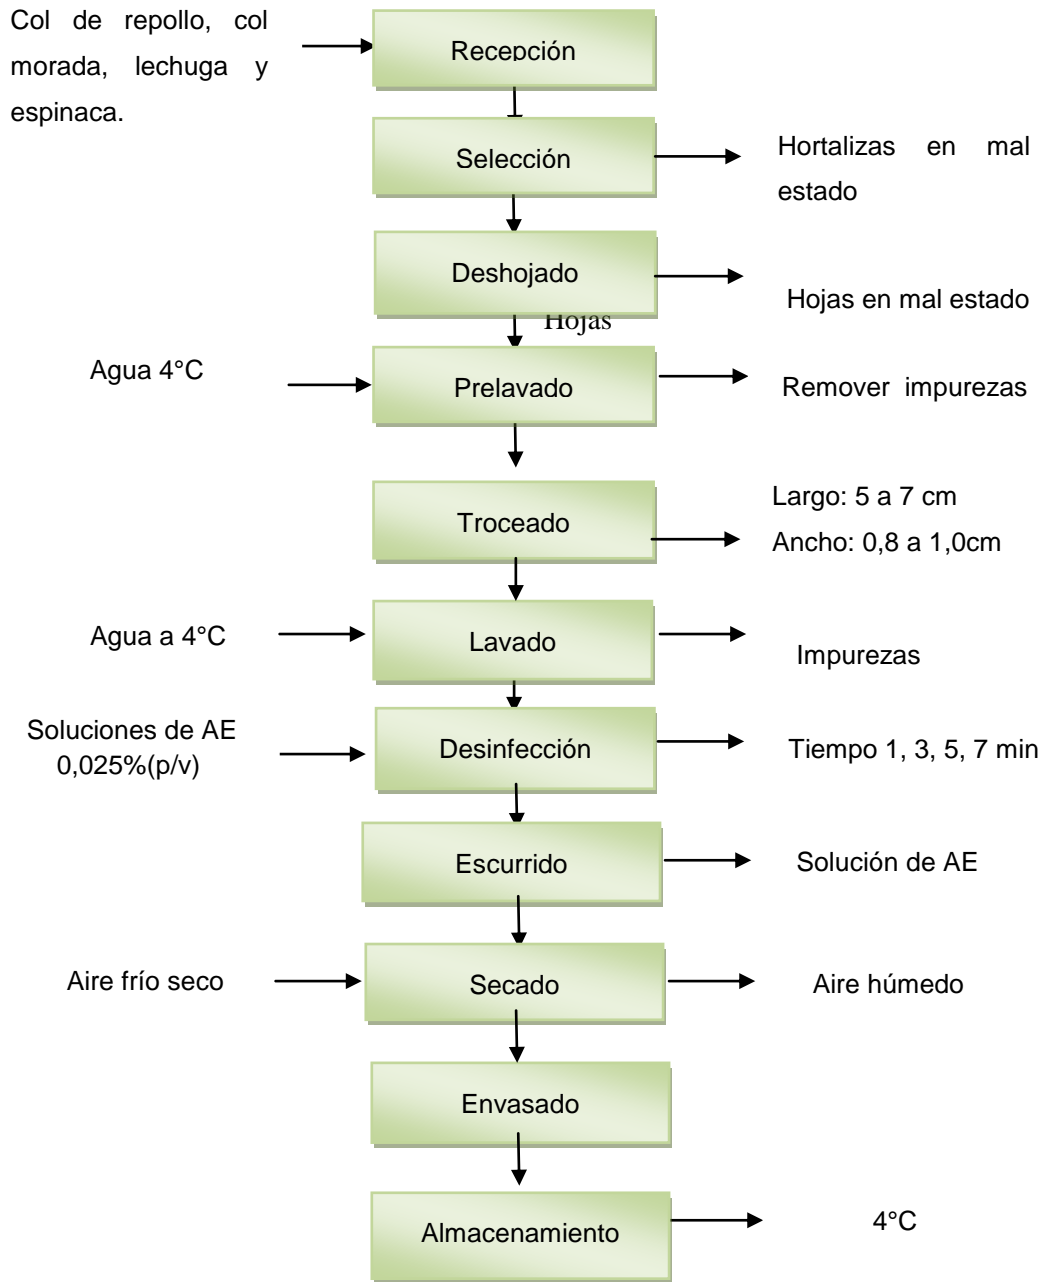 Col de repollo, col
morada, lechuga y
espinaca.
Recepción
Selección
Hortalizas en mal
estado
Deshojado
Hojas en mal estado
Hojas
Agua 4°C
Prelavado
Remover impurezas
Troceado
Largo: 5 a 7 cm
Ancho: 0,8 a 1,0cm
Agua a 4°C
Lavado
Impurezas
Soluciones de AE
0,025%(p/v)
Desinfección
Tiempo 1, 3, 5, 7 min
Escurrido
Solución de AE
Aire frío seco
Secado
Aire húmedo
Envasado
Almacenamiento
4°C